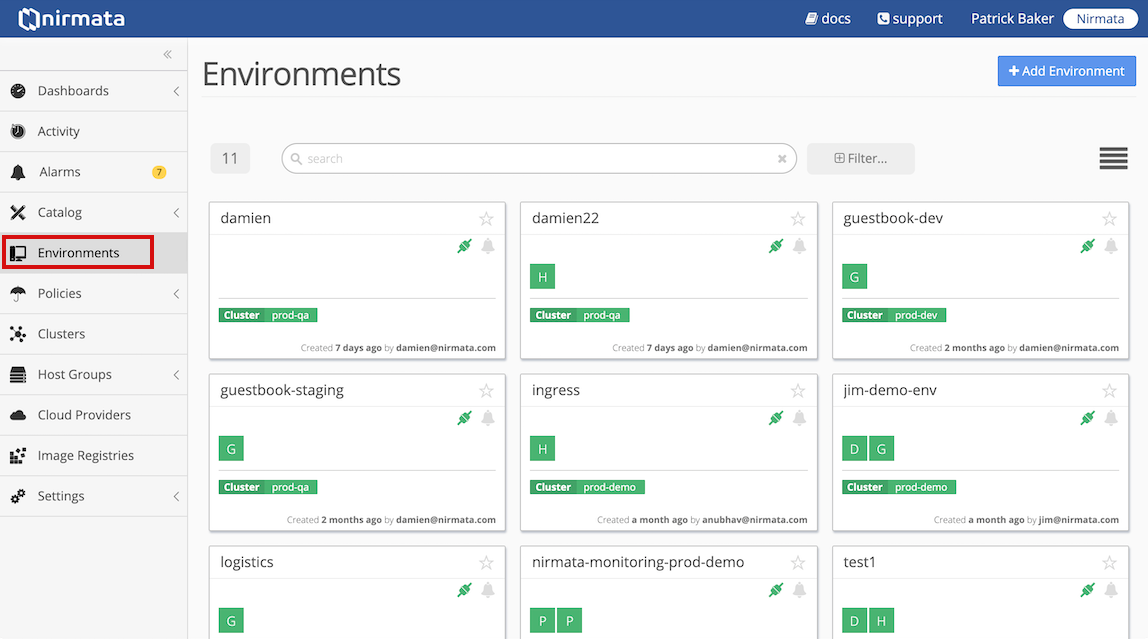 nirmata
docs support Patrick Baker Nirmata
«
Environments
+ Add Environment
Dashboards
Activity
Alarms 7
Catalog
Environments
Policies
Clusters
Host Groups
Cloud Providers
Image Registries
Settings
11 search Filter...
damien
Cluster prod-qa
Created 7 days ago by damien@nirmata.com
damien22
H
Cluster prod-qa
Created 7 days ago by damien@nirmata.com
guestbook-dev
G
Cluster prod-dev
Created 2 months ago by damien@nirmata.com
guestbook-staging
G
Cluster prod-qa
Created 2 months ago by damien@nirmata.com
ingress
H
Cluster prod-demo
Created a month ago by anubhav@nirmata.com
jim-demo-env
D G
Cluster prod-demo
Created a month ago by jim@nirmata.com
logistics
G
nirmata-monitoring-prod-demo
P P
test1
D H